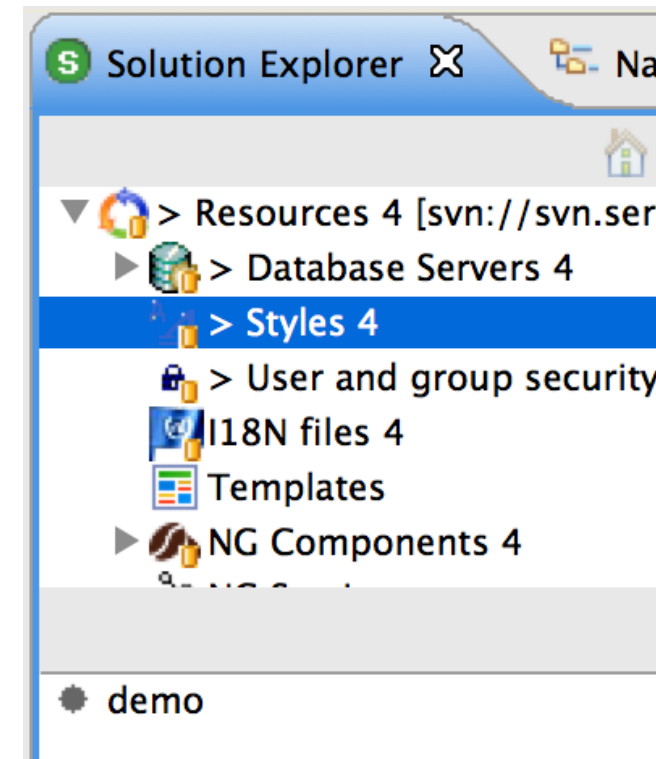 Solution Explorer Na
> Resources 4 [svn://svn.ser
> Database Servers 4
> Styles 4
> User and group security
I18N files 4
Templates
NG Components 4
demo